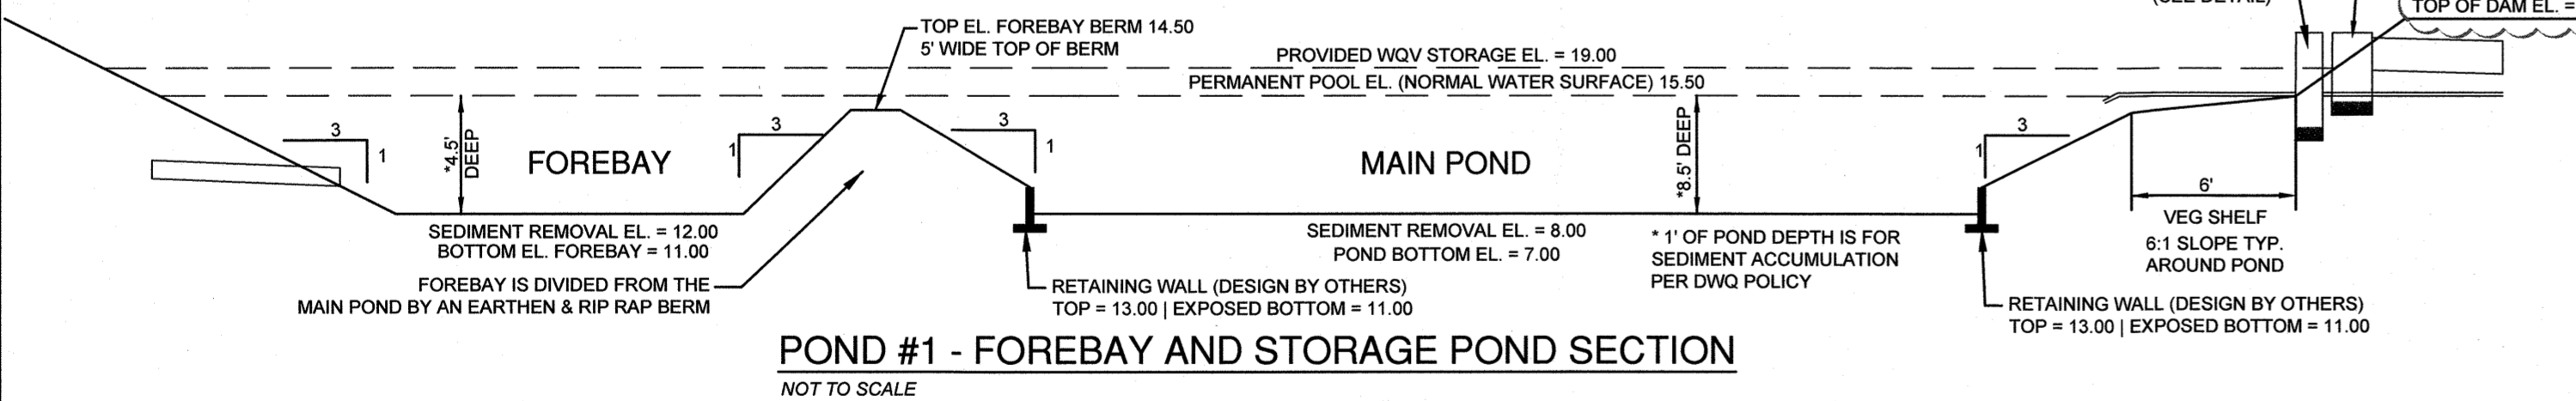 (SEE DETAIL)
TOP OF DAM EL. =
TOP EL. FOREBAY BERM 14.50
5' WIDE TOP OF BERM
PROVIDED WQV STORAGE EL. = 19.00
PERMANENT POOL EL. (NORMAL WATER SURFACE) 15.50
3
1
*4.5'
DEEP
FOREBAY
3
1
3
1
MAIN POND
*8.5' DEEP
3
1
6'
VEG SHELF
6:1 SLOPE TYP.
AROUND POND
SEDIMENT REMOVAL EL. = 12.00
BOTTOM EL. FOREBAY = 11.00
SEDIMENT REMOVAL EL. = 8.00
POND BOTTOM EL. = 7.00
* 1' OF POND DEPTH IS FOR
SEDIMENT ACCUMULATION
PER DWQ POLICY
FOREBAY IS DIVIDED FROM THE
MAIN POND BY AN EARTHEN & RIP RAP BERM
RETAINING WALL (DESIGN BY OTHERS)
TOP = 13.00 | EXPOSED BOTTOM = 11.00
RETAINING WALL (DESIGN BY OTHERS)
TOP = 13.00 | EXPOSED BOTTOM = 11.00
POND #1 - FOREBAY AND STORAGE POND SECTION
NOT TO SCALE